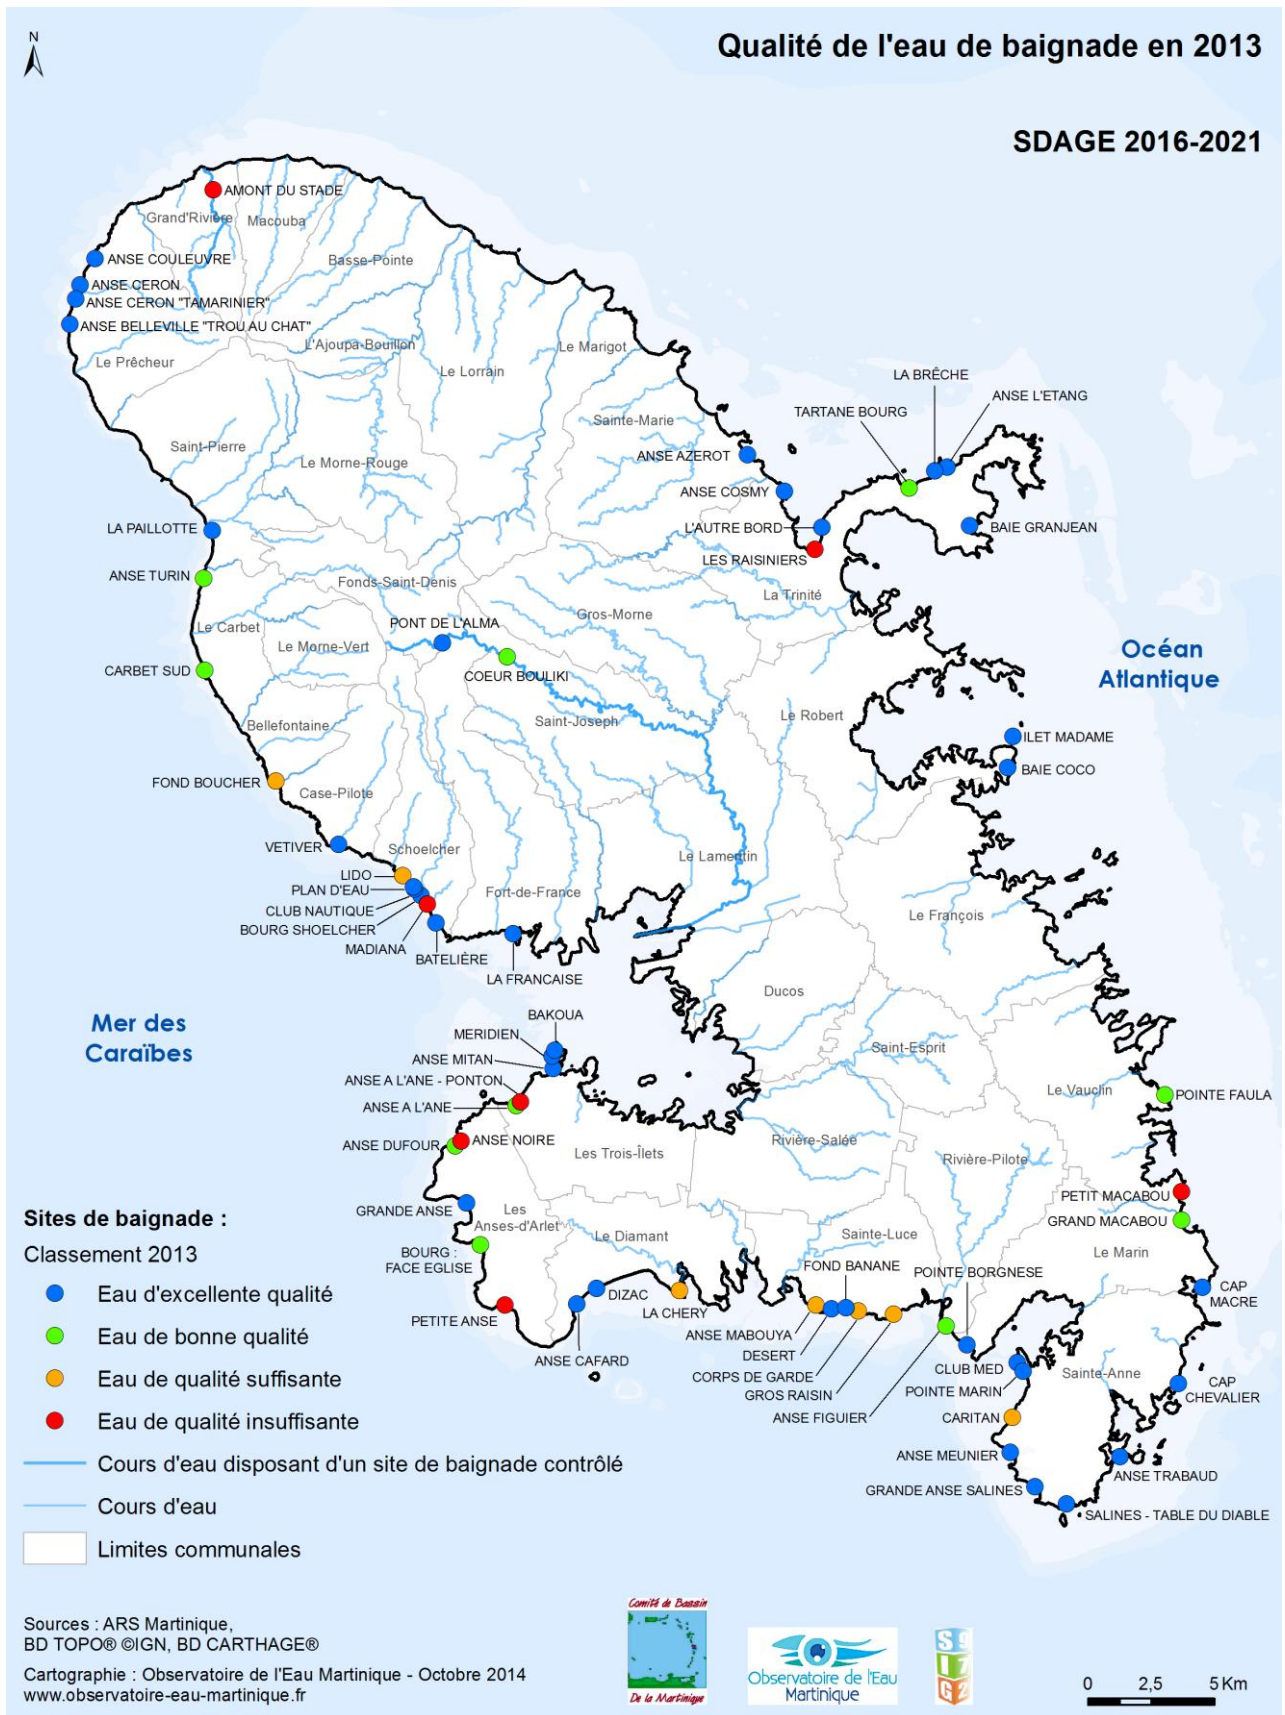 N
Qualité de l'eau de baignade en 2013
SDAGE 2016-2021
AMONT DU STADE
Grand'Rivière
Macouba
ANSE COULEUVRE
Basse-Pointe
ANSE CERON
ANSE CERON "TAMARINIER"
ANSE BELLEVILLE "TROU AU CHAT"
L'Ajoupa-Bouillon
Le Marigot
Le Prêcheur
Le Lorrain
LA BRÊCHE
ANSE L'ETANG
TARTANE BOURG
Sainte-Marie
Saint-Pierre
Le Morne-Rouge
ANSE AZEROT
ANSE COSMY
LA PAILLOTTE
L'AUTRE BORD
BAIE GRANJEAN
LES RAISINIERS
ANSE TURIN
Fonds-Saint-Denis
La Trinité
Gros-Morne
Le Carbet
PONT DE L'ALMA
Le Morne-Vert
Océan
Atlantique
CARBET SUD
COEUR BOULIKI
Saint-Joseph
Le Robert
Bellefontaine
ILET MADAME
BAIE COCO
FOND BOUCHER
Case-Pilote
VETIVER
Schoelcher
Le Lamentin
LIDO
PLAN D'EAU
Fort-de-France
CLUB NAUTIQUE
Le François
BOURG SHOELCHER
MADIANA
BATELIÈRE
LA FRANCAISE
Ducos
BAKOUA
Mer des
Caraïbes
MERIDIEN
Saint-Esprit
ANSE MITAN
ANSE A L'ANE - PONTON
Le Vauclin
POINTE FAULA
ANSE A L'ANE
ANSE DUFOUR
ANSE NOIRE
Rivière-Salée
Les Trois-Îlets
Rivière-Pilote
PETIT MACABOU
GRANDE ANSE
Les
Anses-d'Arlet
GRAND MACABOU
Le Diamant
Sainte-Luce
Le Marin
BOURG :
FACE EGLISE
FOND BANANE
POINTE BORGNESE
CAP
MACRE
DIZAC
LA CHERY
PETITE ANSE
ANSE MABOUYA
ANSE CAFARD
DESERT
CORPS DE GARDE
GROS RAISIN
ANSE FIGUIER
CLUB MED
POINTE MARIN
Sainte-Anne
CAP
CHEVALIER
CARITAN
ANSE MEUNIER
ANSE TRABAUD
GRANDE ANSE SALINES
SALINES - TABLE DU DIABLE
Sites de baignade :
Classement 2013
Eau d'excellente qualité
Eau de bonne qualité
Eau de qualité suffisante
Eau de qualité insuffisante
Cours d'eau disposant d'un site de baignade contrôlé
Cours d'eau
Limites communales
Sources : ARS Martinique,
BD TOPO® ©IGN, BD CARTHAGE®
Cartographie : Observatoire de l'Eau Martinique - Octobre 2014
www.observatoire-eau-martinique.fr
Comité de Bassin
De la Martinique
Observatoire de l'Eau
Martinique
S 9
I 7
G 2
0 2,5 5 Km